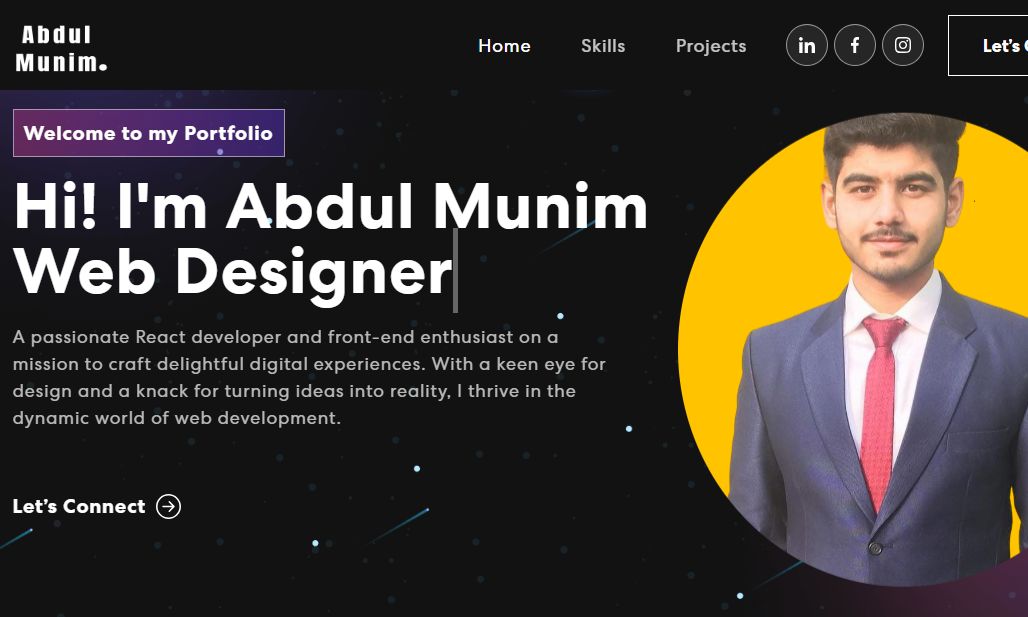 Abdul
Munim.
Home Skills Projects in f Let's
Welcome to my Portfolio
Hi! I'm Abdul Munim
Web Designer
A passionate React developer and front-end enthusiast on a
mission to craft delightful digital experiences. With a keen eye for
design and a knack for turning ideas into reality, I thrive in the
dynamic world of web development.
Let’s Connect